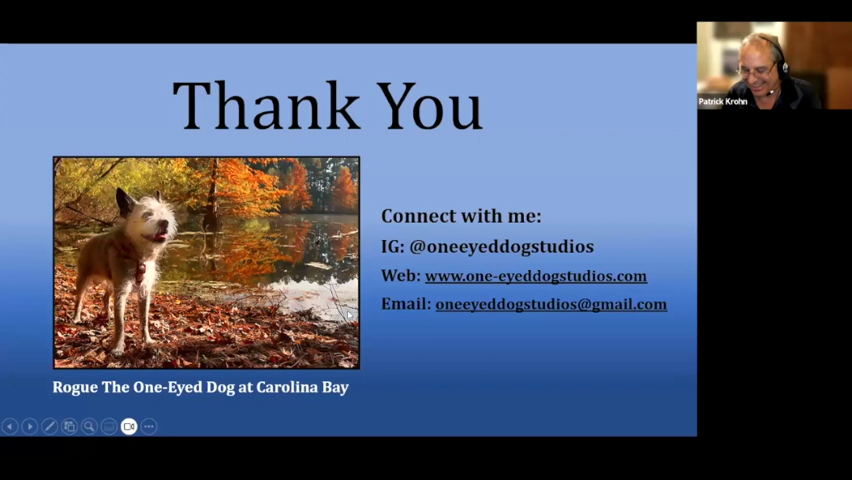 Thank You
Patrick Krohn
Connect with me:
IG: @oneeyeddogstudios
Web: www.one-eyeddogstudios.com
Email: oneeyeddogstudios@gmail.com
Rogue The One-Eyed Dog at Carolina Bay